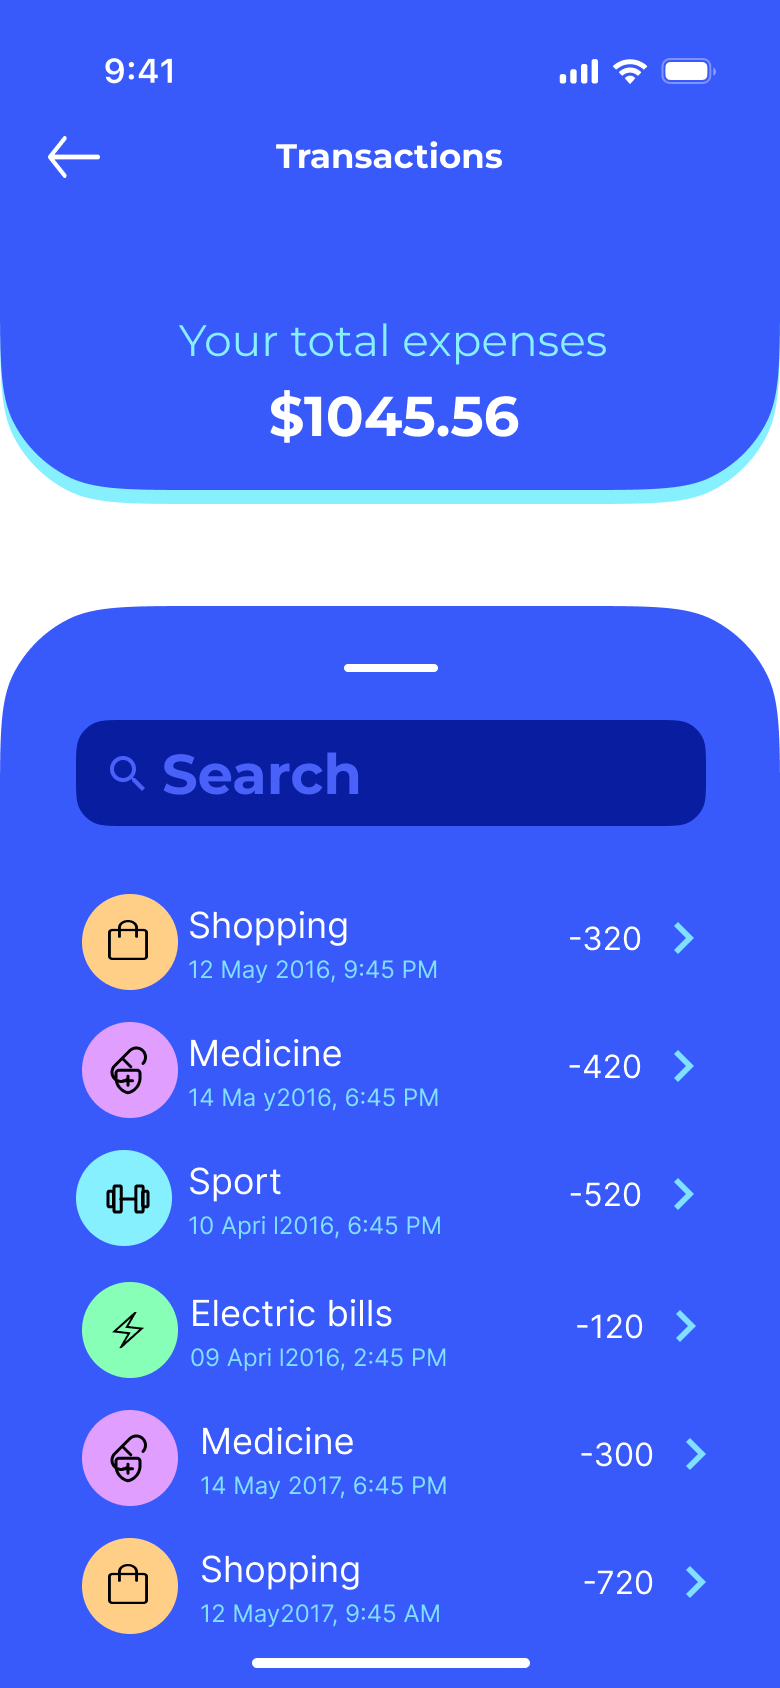 9:41
Transactions
Your total expenses
$1045.56
Search
Shopping
12 May 2016, 9:45 PM
-320
Medicine
14 Ma y2016, 6:45 PM
-420
Sport
10 Apri l2016, 6:45 PM
-520
Electric bills
09 Apri l2016, 2:45 PM
-120
Medicine
14 May 2017, 6:45 PM
-300
Shopping
12 May2017, 9:45 AM
-720